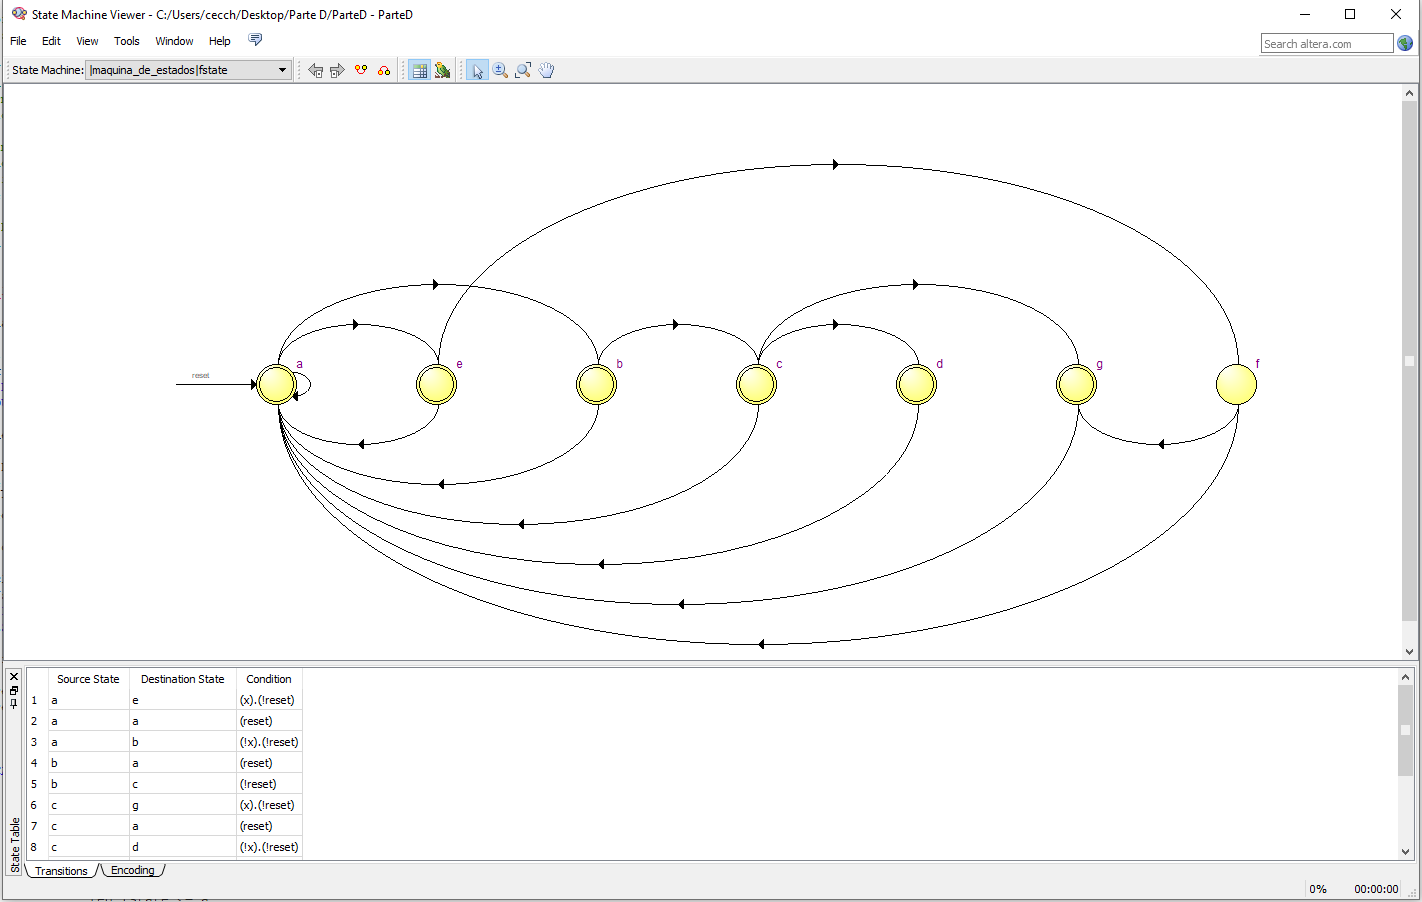 State Machine Viewer - C:/Users/cecch/Desktop/Parte D/ParteD - ParteD
File Edit View Tools Window Help
Search altera.com
State Machine: |maquina_de_estados|fstate
reset
a
e
b
c
d
g
f
Source State Destination State Condition
1 a e (x).(!reset)
2 a a (reset)
3 a b (!x).(!reset)
4 b a (reset)
5 b c (!reset)
6 c g (x).(!reset)
7 c a (reset)
8 c d (!x).(!reset)
State Table
Transitions Encoding
0% 00:00:00